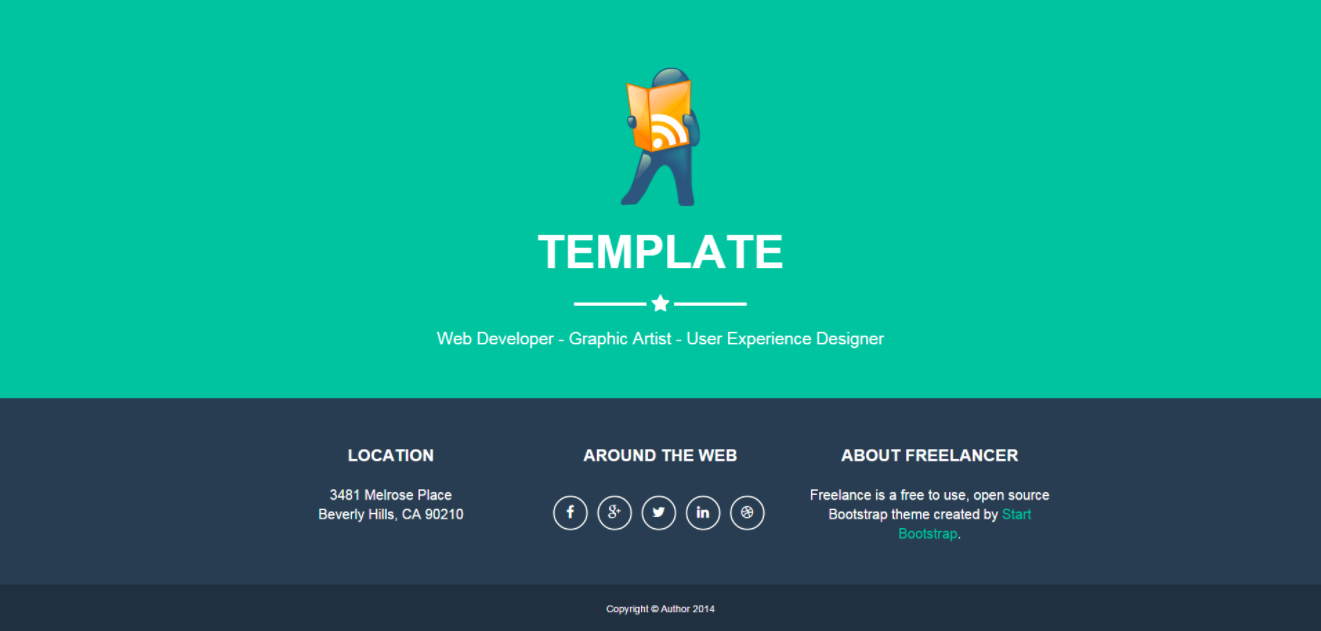 TEMPLATE
Web Developer - Graphic Artist - User Experience Designer
LOCATION
3481 Melrose Place
Beverly Hills, CA 90210
AROUND THE WEB
ABOUT FREELANCER
Freelance is a free to use, open source
Bootstrap theme created by Start
Bootstrap.
Copyright © Author 2014